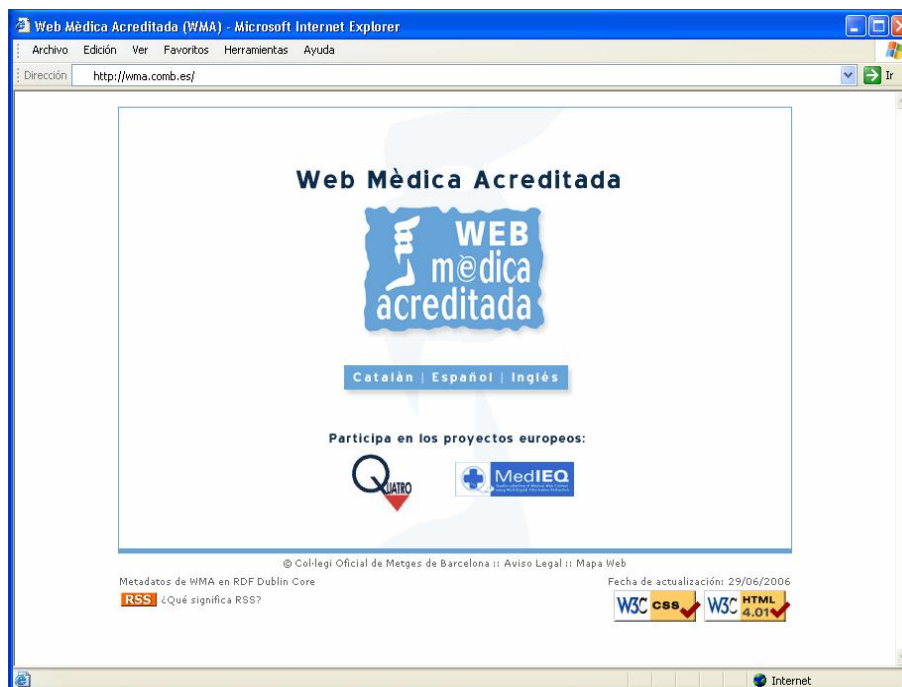 Web Mèdica Acreditada (WMA) - Microsoft Internet Explorer
Archivo Edición Ver Favoritos Herramientas Ayuda
Dirección http://wma.comb.es/ Ir
Web Mèdica Acreditada
WEB
mèdica
acreditada
Català | Español | Inglés
Participa en los proyectos europeos:
QUATRO
MedIEQ
© Col·legi Oficial de Metges de Barcelona :: Aviso Legal :: Mapa Web
Metadatos de WMA en RDF Dublin Core
Fecha de actualización: 29/06/2006
RSS ¿Qué significa RSS?
W3C CSS W3C HTML 4.01
Internet